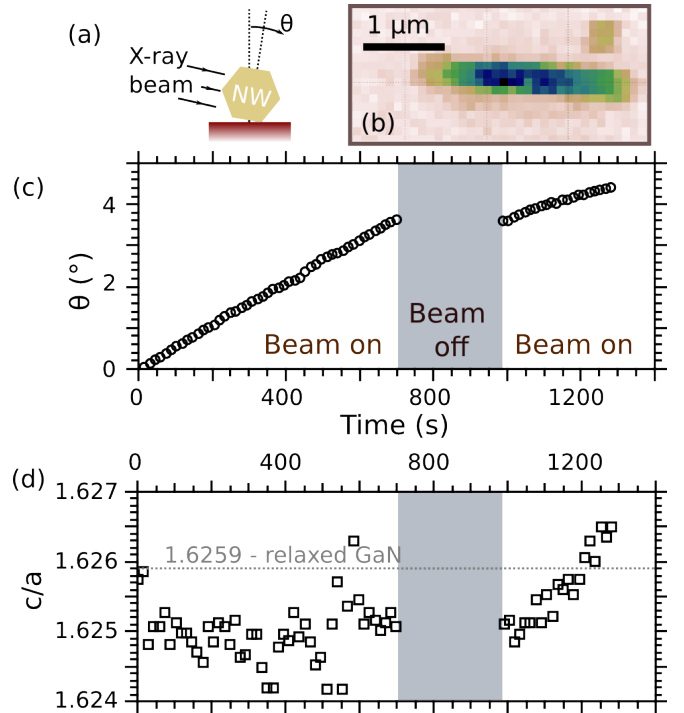 (a)
θ
X-ray
beam
NW
1 μm
(b)
(c)
4
2
0
θ (°)
Beam on
Beam
off
Beam on
0
400
800
1200
Time (s)
(d)
0
400
800
1200
1.627
1.626
1.625
1.624
c/a
1.6259 - relaxed GaN